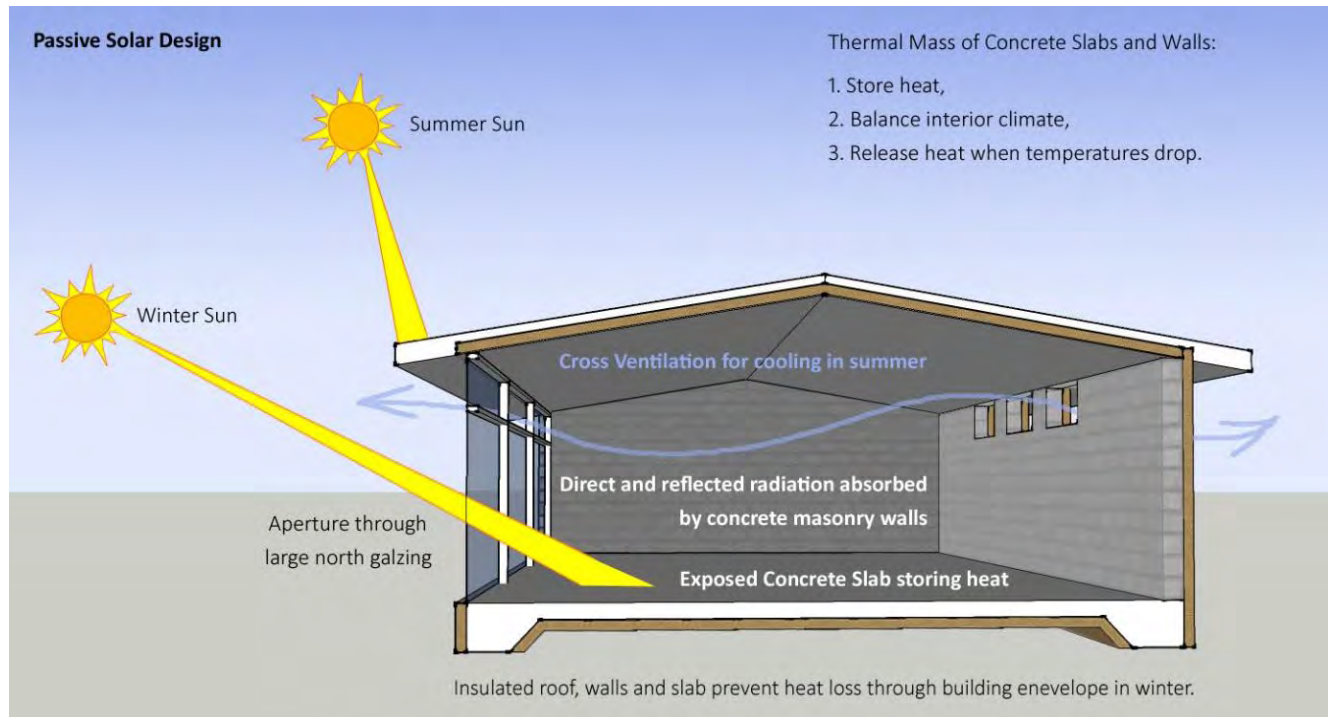 Passive Solar Design
Thermal Mass of Concrete Slabs and Walls:
1. Store heat,
2. Balance interior climate,
3. Release heat when temperatures drop.
Summer Sun
Winter Sun
Cross Ventilation for cooling in summer
Direct and reflected radiation absorbed
by concrete masonry walls
Aperture through
large north galzing
Exposed Concrete Slab storing heat
Insulated roof, walls and slab prevent heat loss through building enevelope in winter.